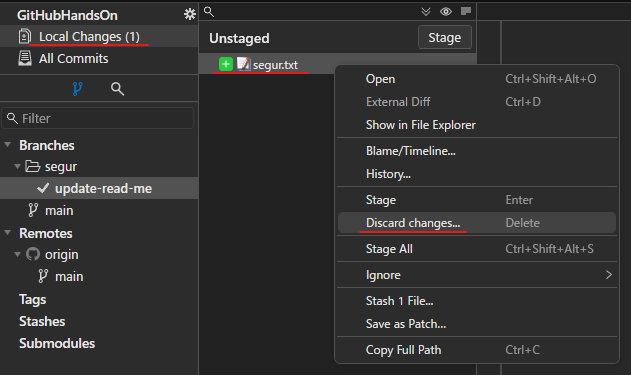 GitHubHandsOn
Local Changes (1)
All Commits
Filter
Branches
segur
update-read-me
main
Remotes
origin
main
Tags
Stashes
Submodules
Unstaged
Stage
segur.txt
Open Ctrl+Shift+Alt+O
External Diff Ctrl+D
Show in File Explorer
Blame/Timeline...
History...
Stage Enter
Discard changes... Delete
Stage All Ctrl+Shift+Alt+S
Ignore
Stash 1 File...
Save as Patch...
Copy Full Path Ctrl+C